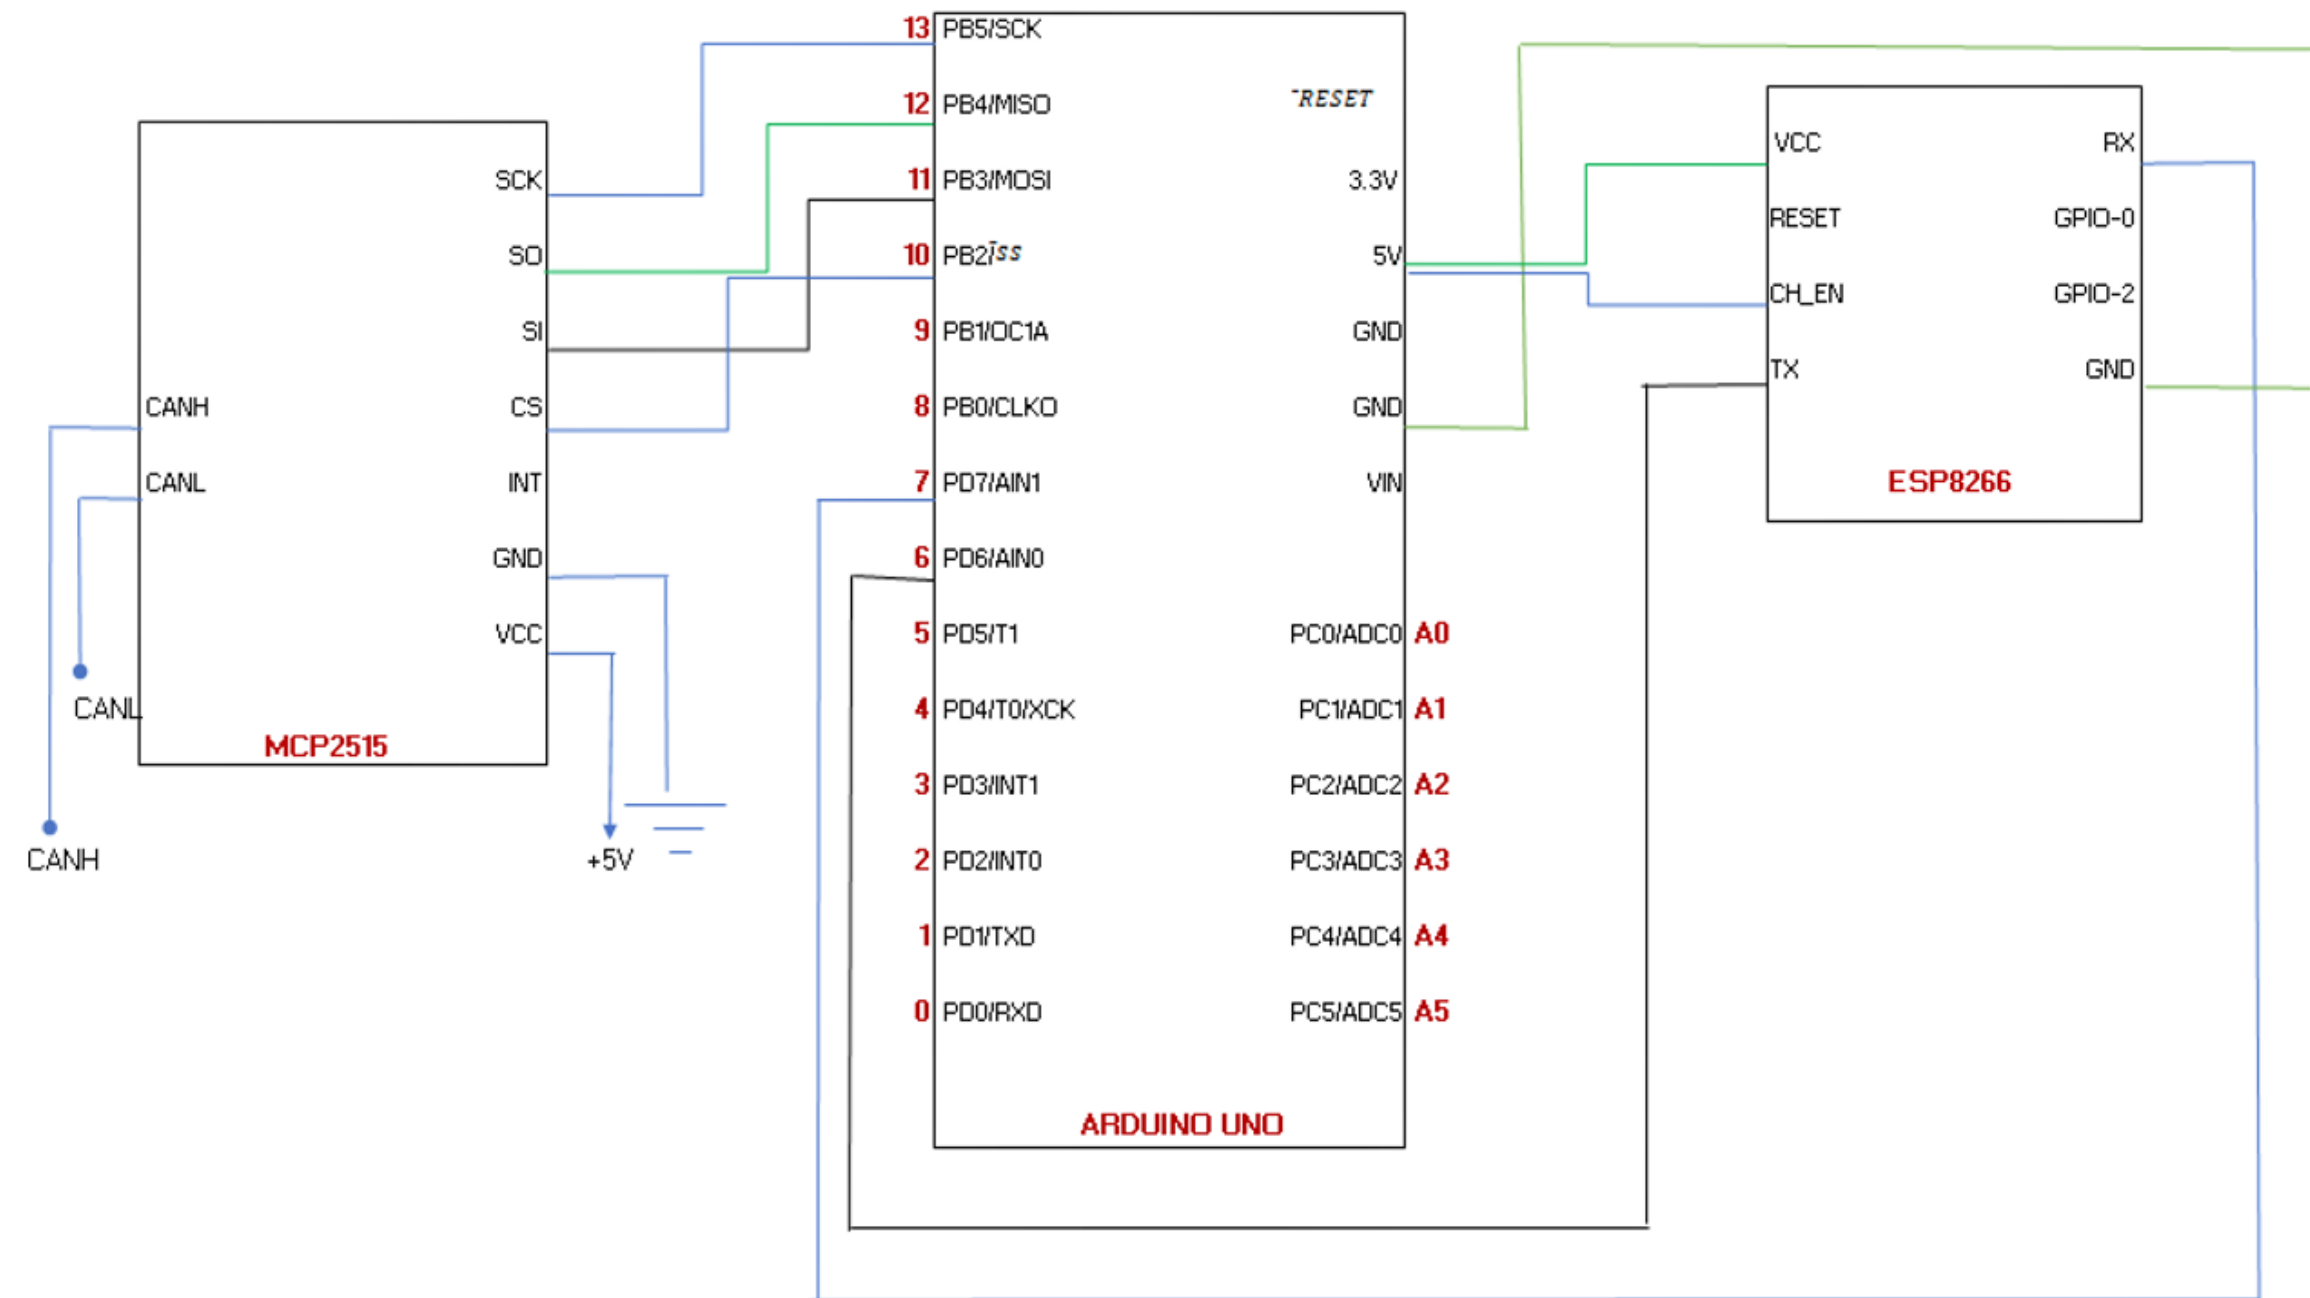 SCK
SO
SI
CANH
CS
CANL
INT
GND
VCC
CANL
MCP2515
CANH
+5V
13 PB5/SCK
12 PB4/MISO
11 PB3/MOSI
10 PB2/SS
9 PB1/OC1A
8 PB0/CLKO
7 PD7/AIN1
6 PD6/AIN0
5 PD5/T1
4 PD4/T0/XCK
3 PD3/INT1
2 PD2/INT0
1 PD1/TXD
0 PD0/RXD
RESET
3.3V
5V
GND
GND
VIN
PC0/ADC0 A0
PC1/ADC1 A1
PC2/ADC2 A2
PC3/ADC3 A3
PC4/ADC4 A4
PC5/ADC5 A5
ARDUINO UNO
VCC
RX
RESET
GPIO-0
CH_EN
GPIO-2
TX
GND
ESP8266